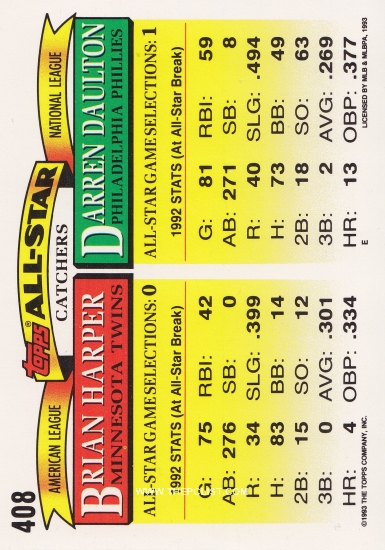 408
AMERICAN LEAGUE
NATIONAL LEAGUE
TOPPS® ALL-STAR
CATCHERS
BRIAN HARPER
MINNESOTA TWINS
ALL-STAR GAME SELECTIONS: 0
1992 STATS (At All-Star Break)
G: 75 RBI: 42
AB: 276 SB: 0
R: 34 SLG: .399
H: 83 BB: 14
2B: 15 SO: 12
3B: 0 AVG: .301
HR: 4 OBP: .334
©1993 THE TOPPS COMPANY, INC.
DARREN DAULTON
PHILADELPHIA PHILLIES
ALL-STAR GAME SELECTIONS: 1
1992 STATS (At All-Star Break)
G: 81 RBI: 59
AB: 271 SB: 8
R: 40 SLG: .494
H: 73 BB: 49
2B: 18 SO: 63
3B: 2 AVG: .269
HR: 13 OBP: .377
E
LICENSED BY MLB & MLBPA, 1993